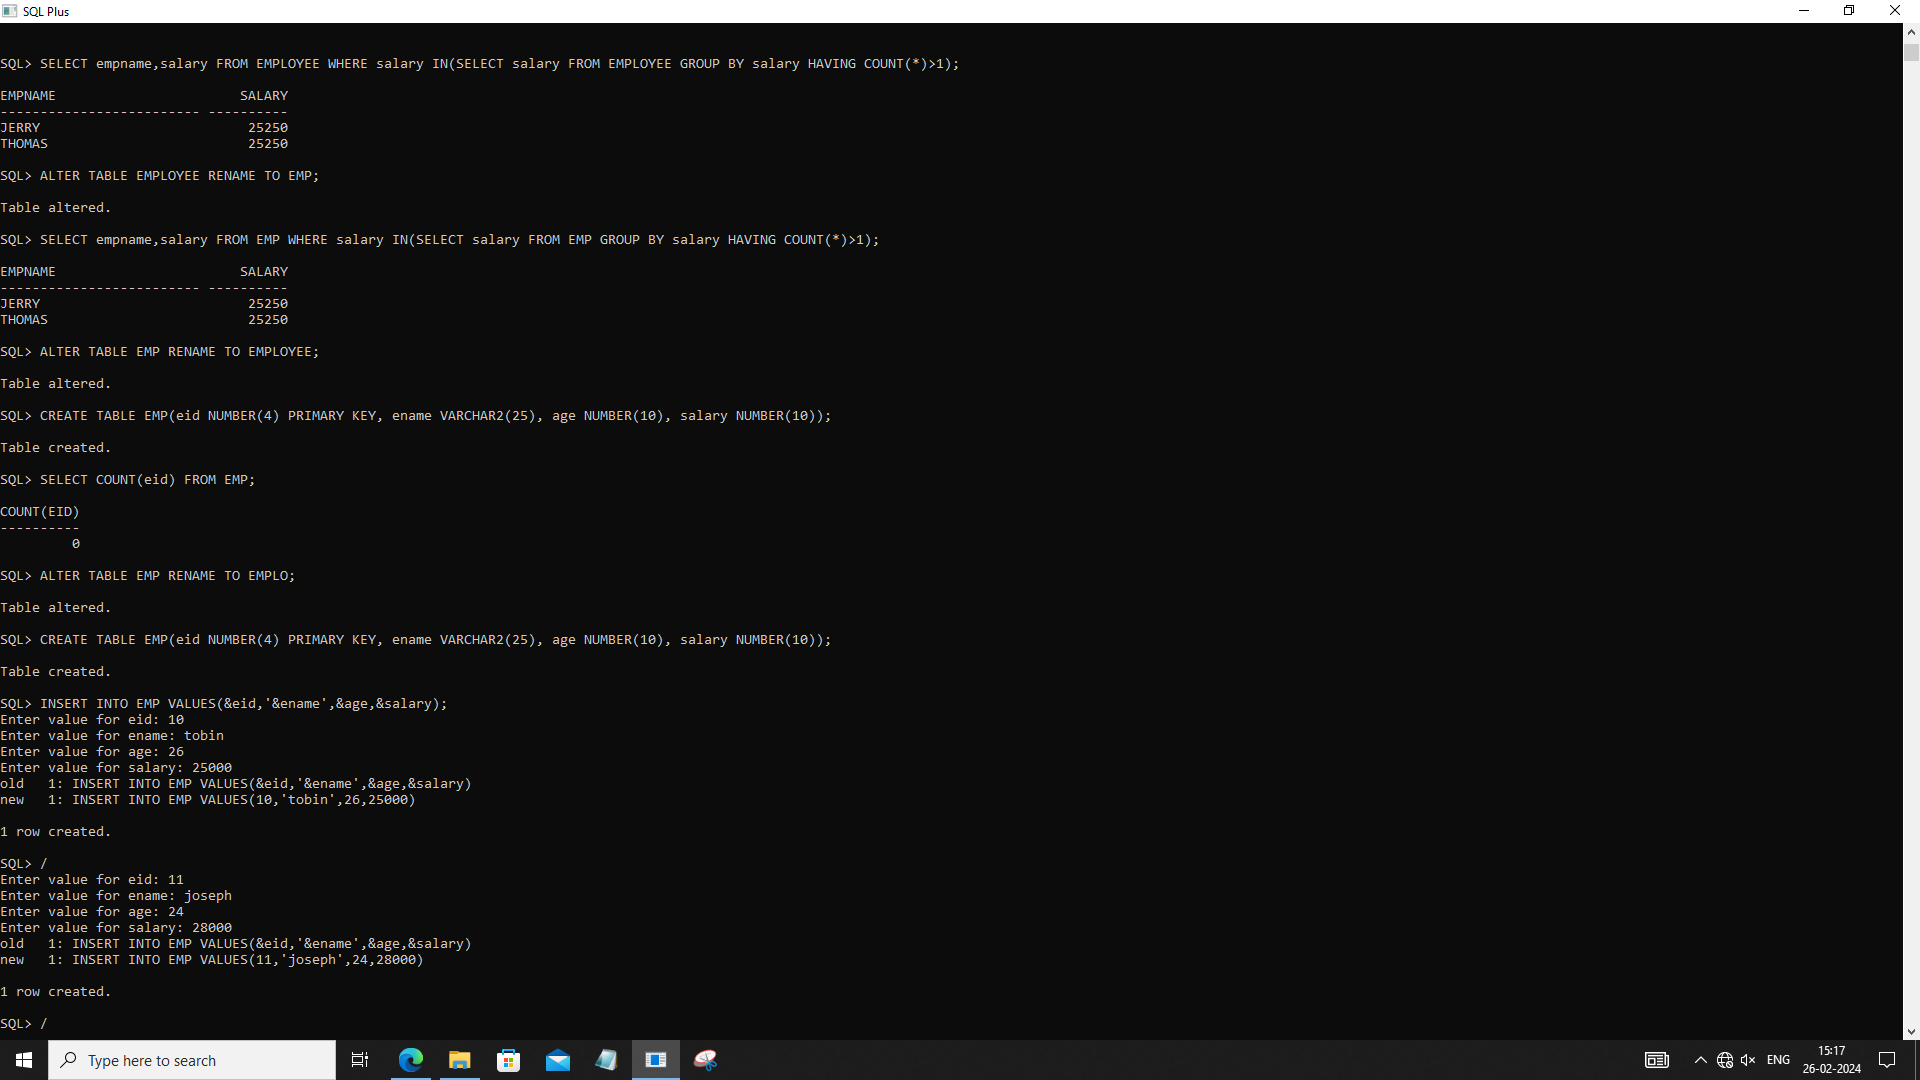 SQL Plus
SQL> SELECT empname,salary FROM EMPLOYEE WHERE salary IN(SELECT salary FROM EMPLOYEE GROUP BY salary HAVING COUNT(*)>1);
EMPNAME                       SALARY
------------------------- ----------
JERRY                          25250
THOMAS                         25250
SQL> ALTER TABLE EMPLOYEE RENAME TO EMP;
Table altered.
SQL> SELECT empname,salary FROM EMP WHERE salary IN(SELECT salary FROM EMP GROUP BY salary HAVING COUNT(*)>1);
EMPNAME                       SALARY
------------------------- ----------
JERRY                          25250
THOMAS                         25250
SQL> ALTER TABLE EMP RENAME TO EMPLOYEE;
Table altered.
SQL> CREATE TABLE EMP(eid NUMBER(4) PRIMARY KEY, ename VARCHAR2(25), age NUMBER(10), salary NUMBER(10));
Table created.
SQL> SELECT COUNT(eid) FROM EMP;
COUNT(EID)
----------
         0
SQL> ALTER TABLE EMP RENAME TO EMPLO;
Table altered.
SQL> CREATE TABLE EMP(eid NUMBER(4) PRIMARY KEY, ename VARCHAR2(25), age NUMBER(10), salary NUMBER(10));
Table created.
SQL> INSERT INTO EMP VALUES(&eid,'&ename',&age,&salary);
Enter value for eid: 10
Enter value for ename: tobin
Enter value for age: 26
Enter value for salary: 25000
old   1: INSERT INTO EMP VALUES(&eid,'&ename',&age,&salary)
new   1: INSERT INTO EMP VALUES(10,'tobin',26,25000)
1 row created.
SQL> /
Enter value for eid: 11
Enter value for ename: joseph
Enter value for age: 24
Enter value for salary: 28000
old   1: INSERT INTO EMP VALUES(&eid,'&ename',&age,&salary)
new   1: INSERT INTO EMP VALUES(11,'joseph',24,28000)
1 row created.
SQL> /
Type here to search
ENG
15:17
26-02-2024